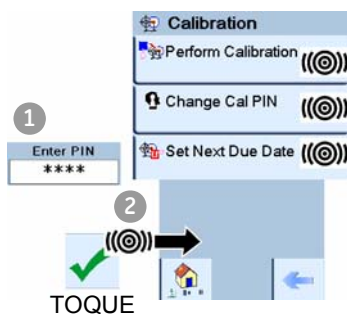 Calibration
Perform Calibration
Change Cal PIN
Set Next Due Date
1
Enter PIN
****
2
TOQUE